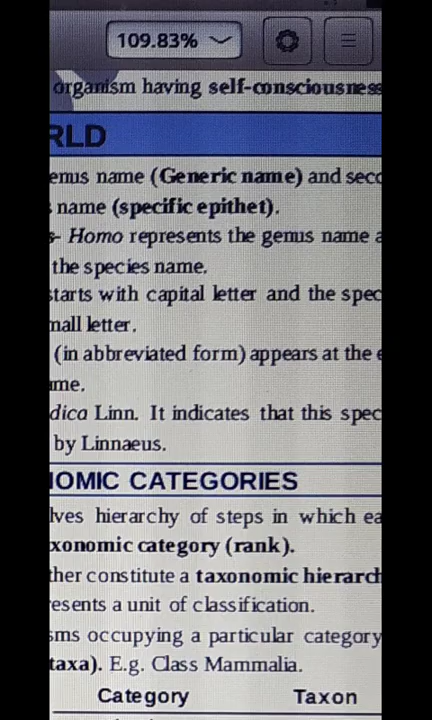 109.83%
organism having self-consciousness
RLD
enus name (Generic name) and seco
name (specific epithet).
- Homo represents the genus name a
the species name.
starts with capital letter and the spec
mall letter.
(in abbreviated form) appears at the e
me.
dica Linn. It indicates that this spec
by Linnaeus.
NOMIC CATEGORIES
lves hierarchy of steps in which ea
xonomic category (rank).
ther constitute a taxonomic hierarch
esents a unit of classification.
sms occupying a particular category
taxa). E.g. Class Mammalia.
Category Taxon